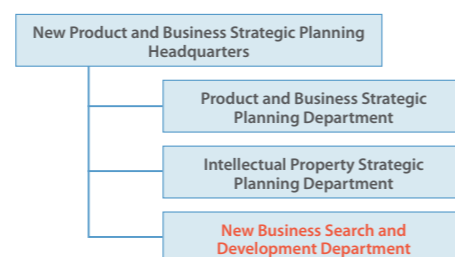 New Product and Business Strategic Planning
Headquarters
Product and Business Strategic
Planning Department
Intellectual Property Strategic
Planning Department
New Business Search and
Development Department